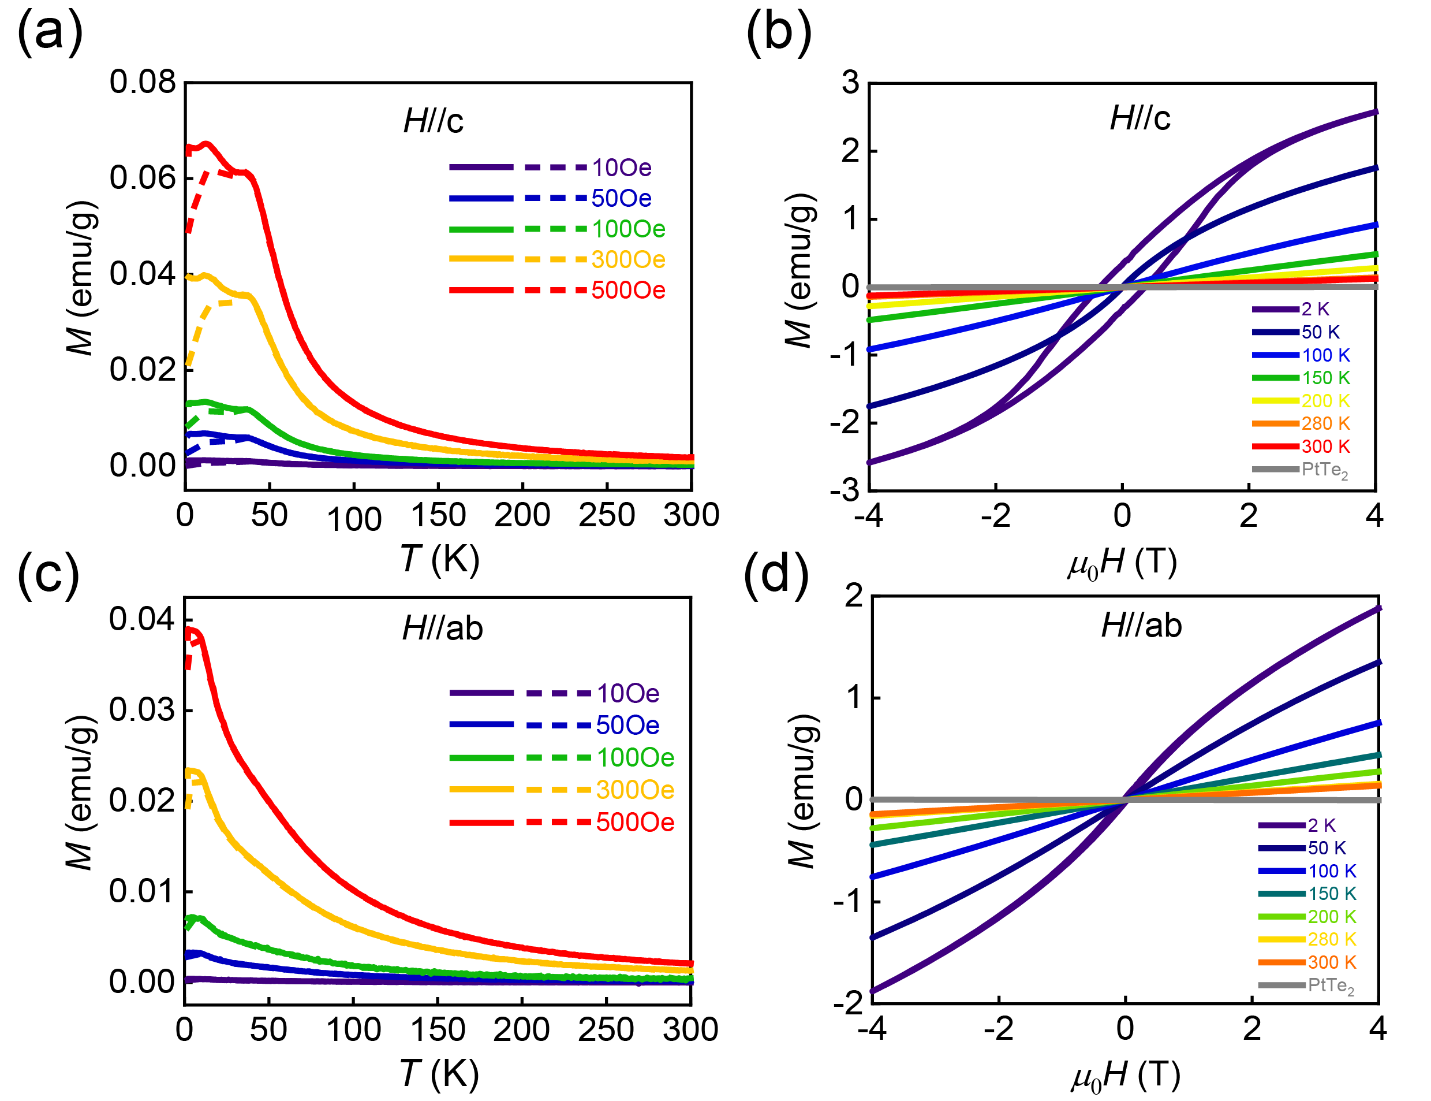 (a)
0.08
0.06
0.04
0.02
0.00
M (emu/g)
H//c
10Oe
50Oe
100Oe
300Oe
500Oe
0 50 100 150 200 250 300
T (K)
(b)
3
2
1
0
-1
-2
-3
M (emu/g)
H//c
2 K
50 K
100 K
150 K
200 K
280 K
300 K
PtTe₂
-4 -2 0 2 4
μ₀H (T)
(c)
0.04
0.03
0.02
0.01
0.00
M (emu/g)
H//ab
10Oe
50Oe
100Oe
300Oe
500Oe
0 50 100 150 200 250 300
T (K)
(d)
2
1
0
-1
-2
M (emu/g)
H//ab
2 K
50 K
100 K
150 K
200 K
280 K
300 K
PtTe₂
-4 -2 0 2 4
μ₀H (T)